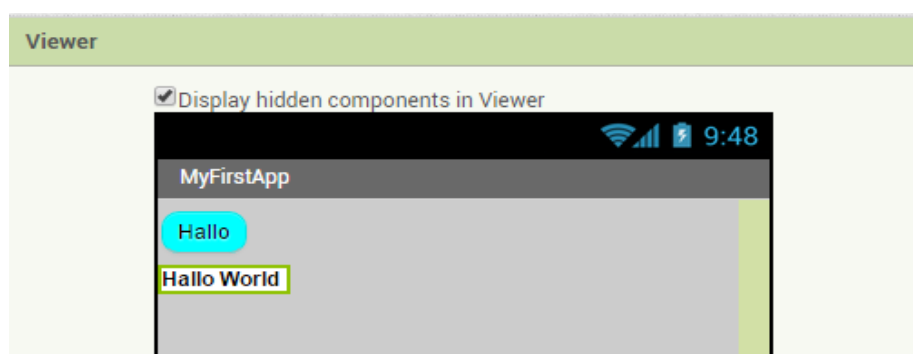 Viewer
Display hidden components in Viewer
9:48
MyFirstApp
Hallo
Hallo World